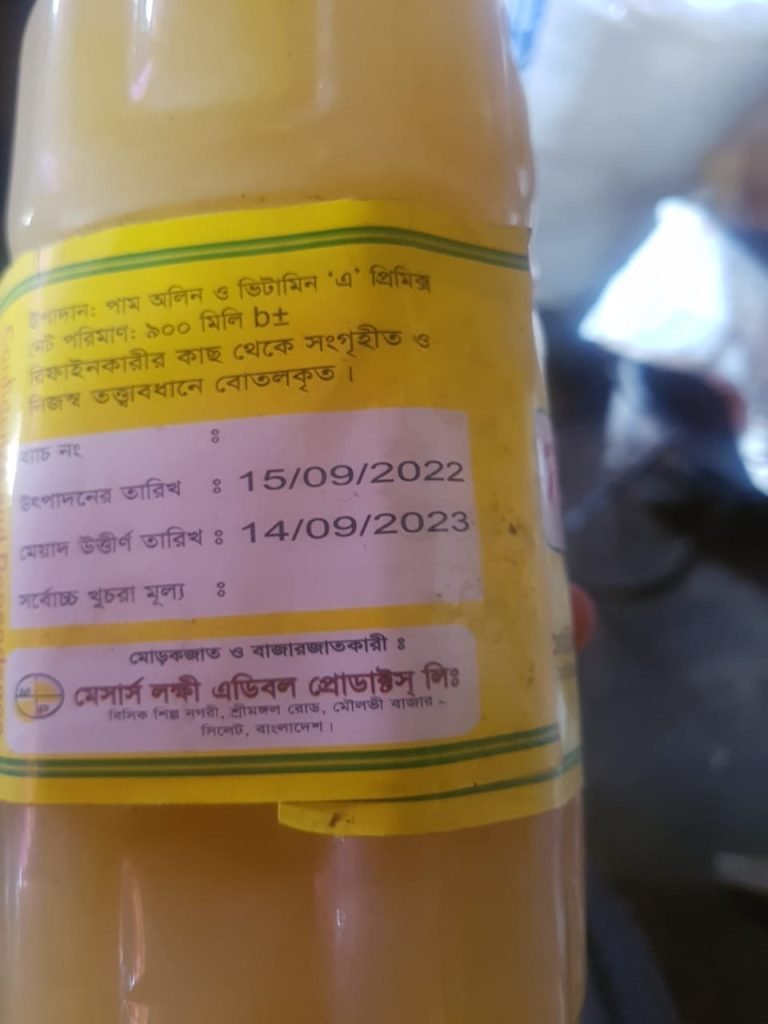 উপাদান: পাম অলিন ও ভিটামিন ‘এ’ প্রিমিক্স
নেট পরিমাণ: ৯০০ মিলি b±
রিফাইনকারীর কাছ থেকে সংগৃহীত ও
নিজস্ব তত্ত্বাবধানে বোতলকৃত।
ব্যাচ নং :
উৎপাদনের তারিখ : 15/09/2022
মেয়াদ উত্তীর্ণ তারিখ : 14/09/2023
সর্বোচ্চ খুচরা মূল্য :
মোড়কজাত ও বাজারজাতকারী :
মেসার্স লক্ষী এডিবল প্রোডাক্টস্ লিঃ
বিসিক শিল্প নগরী, শ্রীমঙ্গল রোড, মৌলভী বাজার -
সিলেট, বাংলাদেশ।